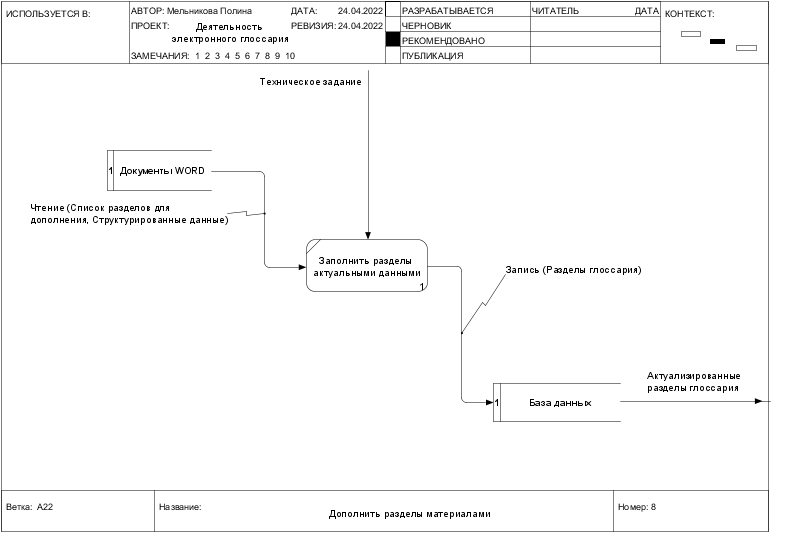 ИСПОЛЬЗУЕТСЯ В:
АВТОР: Мельникова Полина ДАТА: 24.04.2022
ПРОЕКТ: Деятельность электронного глоссария РЕВИЗИЯ: 24.04.2022
ЗАМЕЧАНИЯ: 1 2 3 4 5 6 7 8 9 10
РАЗРАБАТЫВАЕТСЯ
ЧЕРНОВИК
РЕКОМЕНДОВАНО
ПУБЛИКАЦИЯ
ЧИТАТЕЛЬ ДАТА
КОНТЕКСТ:
Техническое задание
1 Документы WORD
Чтение (Список разделов для
дополнения, Структурированные данные)
Заполнить разделы
актуальными данными
1
Запись (Разделы глоссария)
Актуализированные
разделы глоссария
1 База данных
Ветка: A22
Название:
Дополнить разделы материалами
Номер: 8